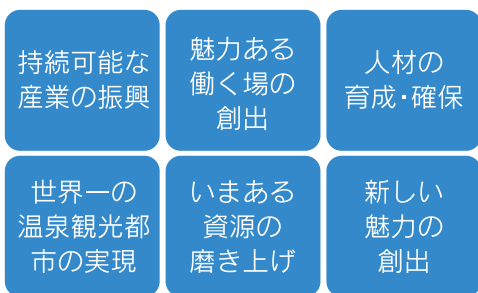 持続可能な
産業の振興
魅力ある
働く場の
創出
人材の
育成・確保
世界一の
温泉観光都
市の実現
いまある
資源の
磨き上げ
新しい
魅力の
創出